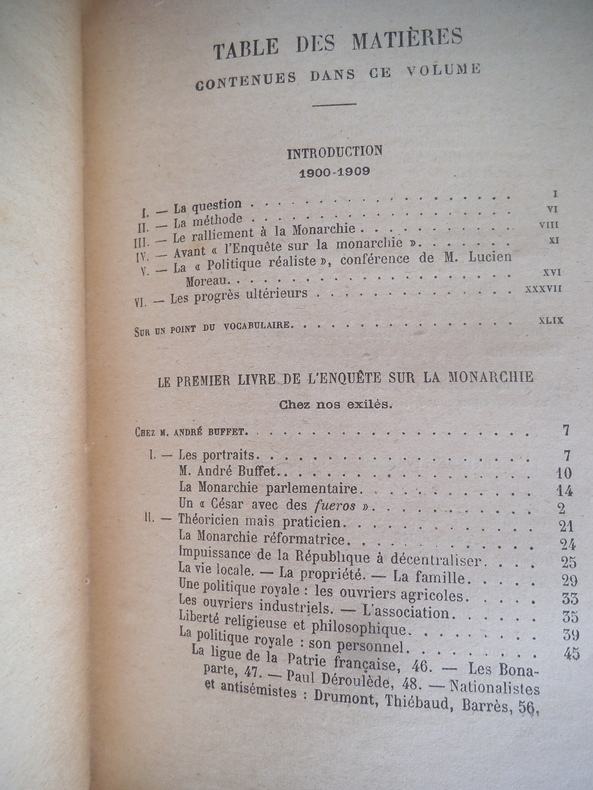 TABLE DES MATIÈRES
CONTENUES DANS CE VOLUME
INTRODUCTION
1900-1909
I. — La question . . . . . . . . . . . . . . . . . . I
II. — La méthode . . . . . . . . . . . . . . . . . . VI
III. — Le ralliement à la Monarchie . . . . . . . . . . . VIII
IV. — Avant « l'Enquête sur la monarchie ». . . . . . . XI
V. — La « Politique réaliste », conférence de M. Lucien
Moreau. . . . . . . . . . . . . . . . . . . . XVI
VI. — Les progrès ultérieurs . . . . . . . . . . . . . XXXVII
SUR UN POINT DU VOCABULAIRE. . . . . . . . . . . . . XLIX
LE PREMIER LIVRE DE L'ENQUÊTE SUR LA MONARCHIE
Chez nos exilés.
CHEZ M. ANDRÉ BUFFET. . . . . . . . . . . . . . . . 7
I. — Les portraits. . . . . . . . . . . . . . . . . . 7
M. André Buffet. . . . . . . . . . . . . . . . . 10
La Monarchie parlementaire. . . . . . . . . . . 14
Un « César avec des fueros ». . . . . . . . . . . 2
II. — Théoricien mais praticien. . . . . . . . . . . . 21
La Monarchie réformatrice. . . . . . . . . . . . 24
Impuissance de la République à décentraliser. . . . 25
La vie locale. — La propriété. — La famille. . . . . 29
Une politique royale : les ouvriers agricoles. . . . . 33
Les ouvriers industriels. — L'association. . . . . . 35
Liberté religieuse et philosophique. . . . . . . . . 39
La politique royale : son personnel. . . . . . . . . 45
La ligue de la Patrie française, 46. — Les Bona-
parte, 47. — Paul Déroulède, 48. — Nationalistes
et antisémistes : Drumont, Thiébaud, Barrès, 56,